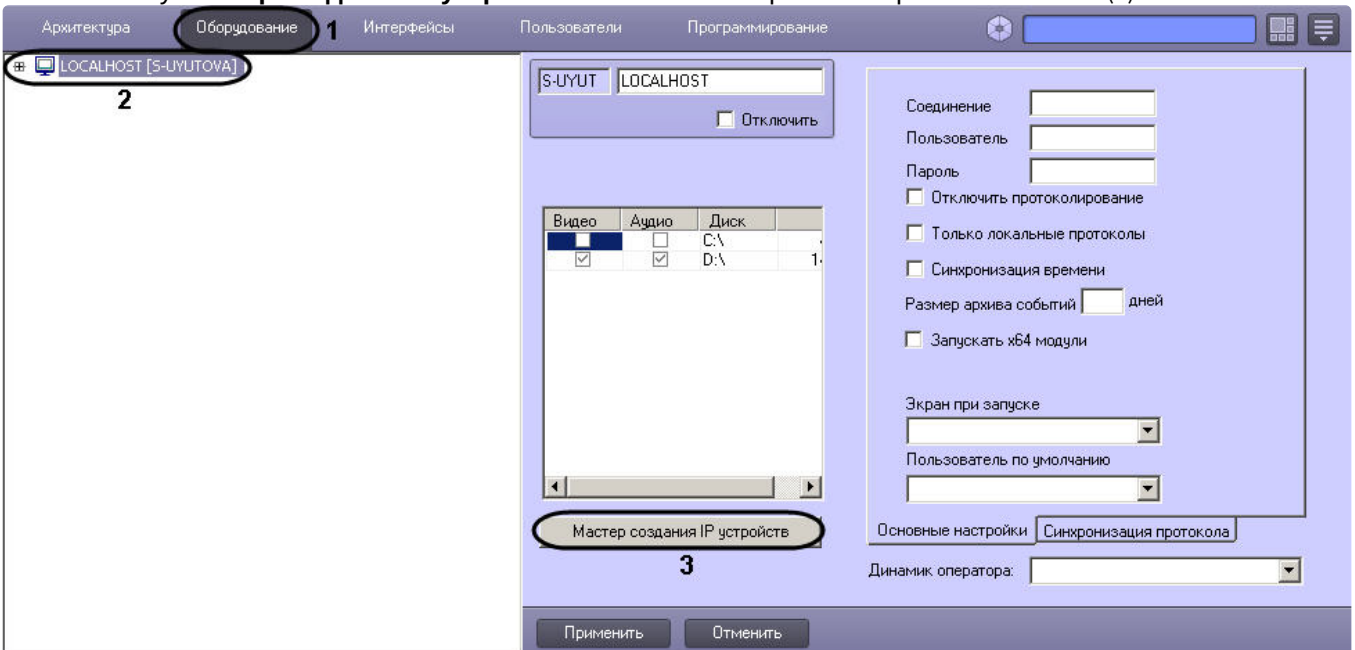 Архитектура Оборудование 1 Интерфейсы Пользователи Программирование
LOCALHOST [S-UYUTOVA]
2
S-UYUT LOCALHOST
Отключить
Видео Аудио Диск
C:\
D:\
Мастер создания IP устройств
3
Соединение
Пользователь
Пароль
Отключить протоколирование
Только локальные протоколы
Синхронизация времени
Размер архива событий дней
Запускать x64 модули
Экран при запуске
Пользователь по умолчанию
Основные настройки Синхронизация протокола
Динамик оператора:
Применить Отменить